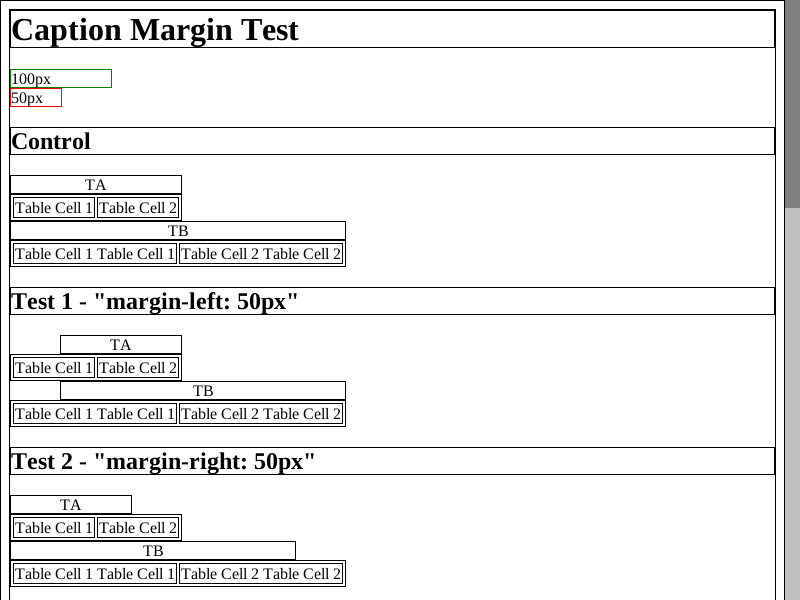 Caption Margin Test
100px
50px
Control
TA
Table Cell 1 Table Cell 2
TB
Table Cell 1 Table Cell 1 Table Cell 2 Table Cell 2
Test 1 - "margin-left: 50px"
TA
Table Cell 1 Table Cell 2
TB
Table Cell 1 Table Cell 1 Table Cell 2 Table Cell 2
Test 2 - "margin-right: 50px"
TA
Table Cell 1 Table Cell 2
TB
Table Cell 1 Table Cell 1 Table Cell 2 Table Cell 2